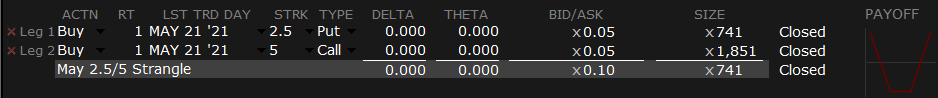 ACTN RT LST TRD DAY STRK TYPE DELTA THETA BID/ASK SIZE PAYOFF
× Leg 1 Buy 1 MAY 21 '21 2.5 Put 0.000 0.000 x 0.05 x 741 Closed
× Leg 2 Buy 1 MAY 21 '21 5 Call 0.000 0.000 x 0.05 x 1,851 Closed
May 2.5/5 Strangle 0.000 0.000 x 0.10 x 741 Closed